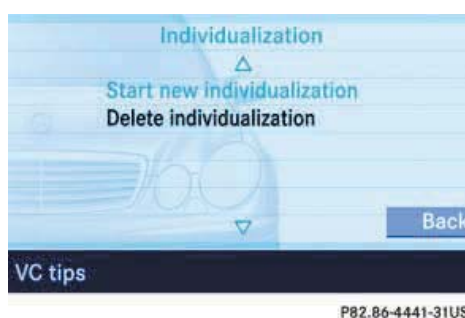 Individualization
Start new individualization
Delete individualization
Back
VC tips
P82.86-4441-31US